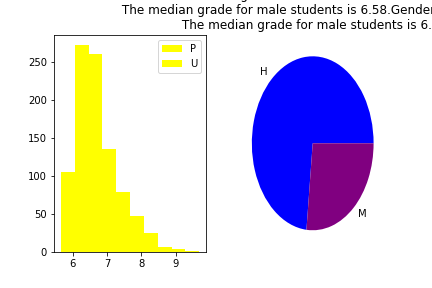 The median grade for male students is 6.58.Gender
The median grade for male students is 6.
P
U
250
200
150
100
50
0
6 7 8 9
H
M